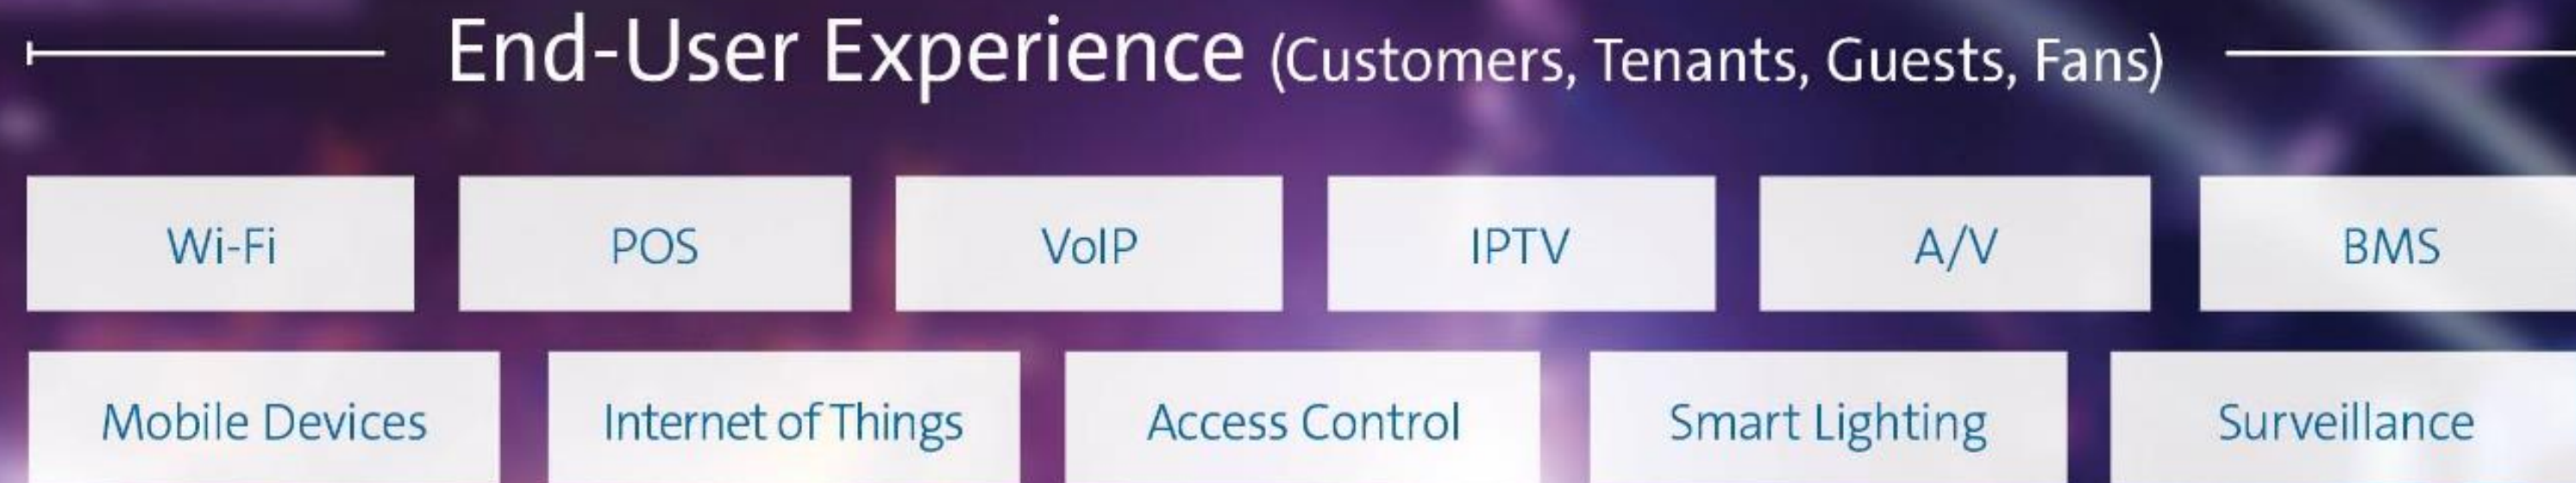 End-User Experience (Customers, Tenants, Guests, Fans)
Wi-Fi POS VoIP IPTV A/V BMS
Mobile Devices Internet of Things Access Control Smart Lighting Surveillance